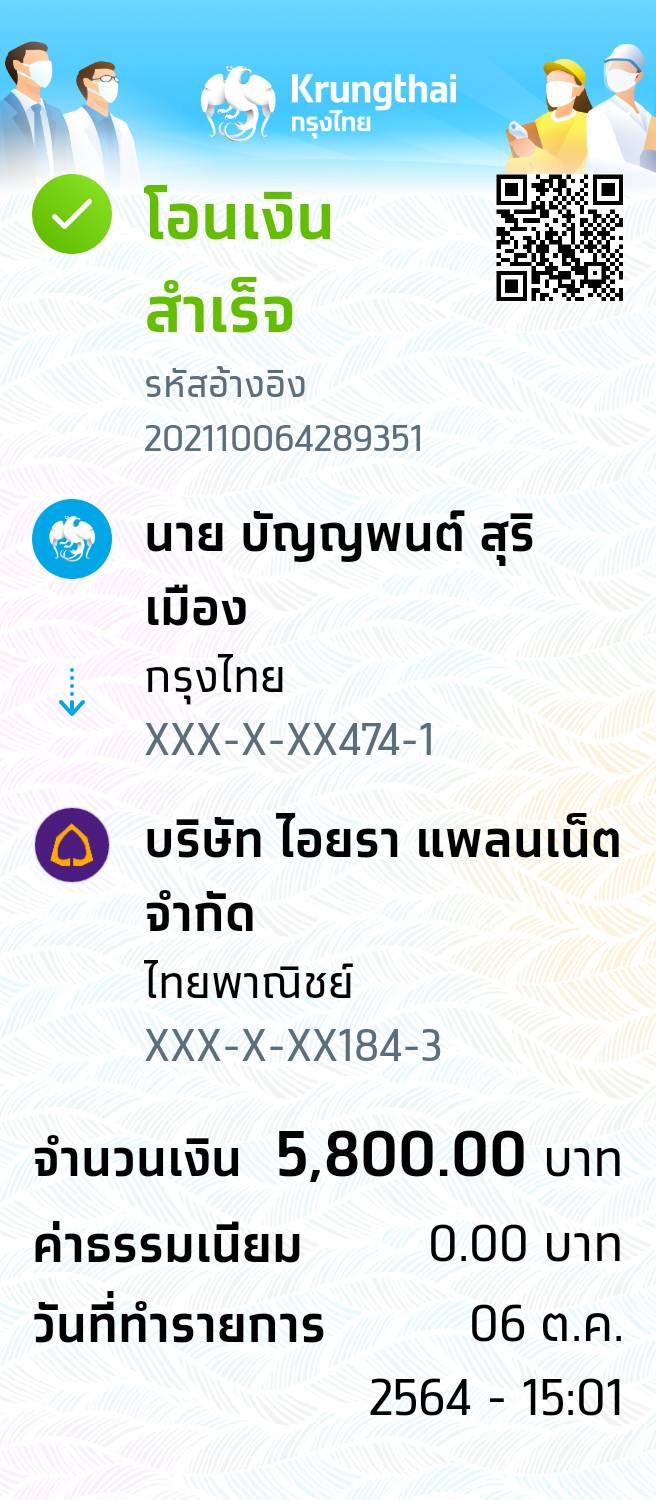 Krungthai
กรุงไทย
โอนเงิน
สำเร็จ
รหัสอ้างอิง
202110064289351
นาย บัญญพนต์ สุริ
เมือง
กรุงไทย
XXX-X-XX474-1
บริษัท ไอยรา แพลนเน็ต
จำกัด
ไทยพาณิชย์
XXX-X-XX184-3
จำนวนเงิน 5,800.00 บาท
ค่าธรรมเนียม 0.00 บาท
วันที่ทำรายการ 06 ต.ค.
2564 - 15:01